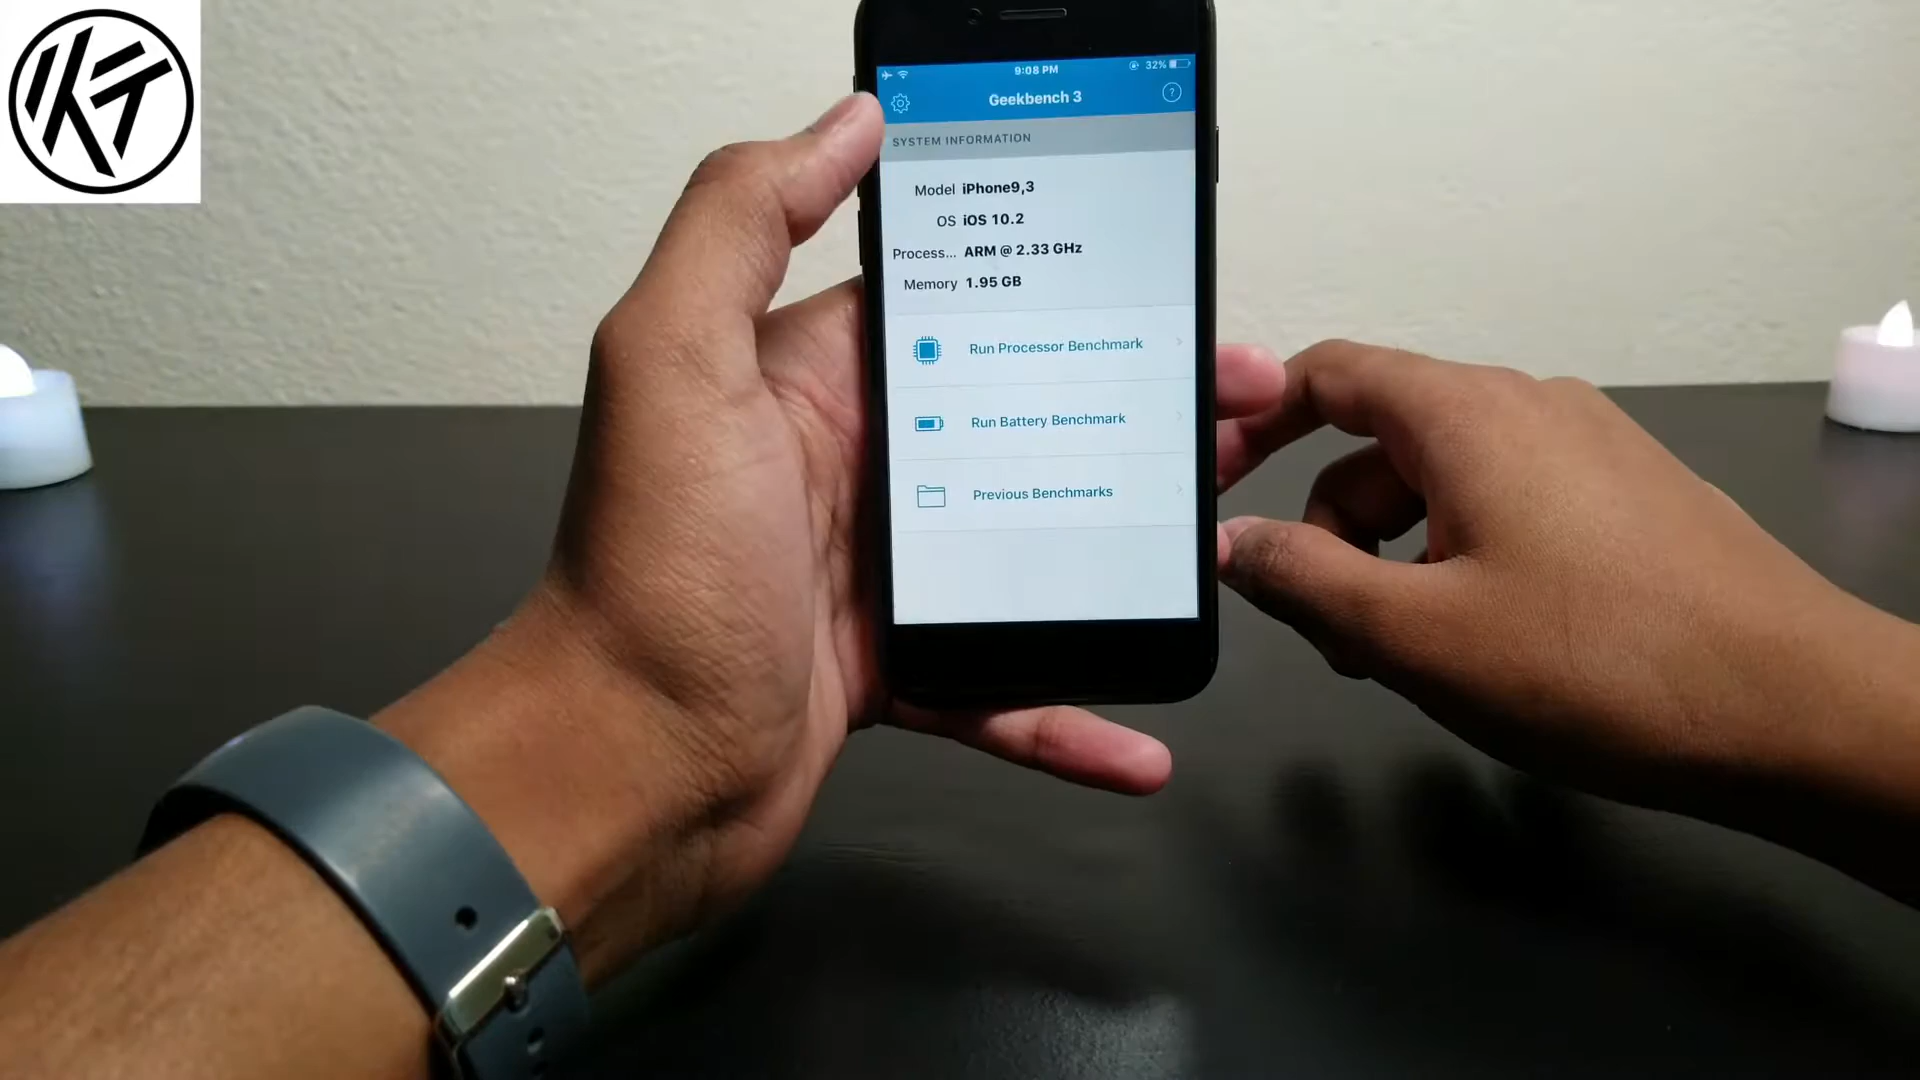 KT
9:08 PM
32%
Geekbench 3
?
SYSTEM INFORMATION
Model iPhone9,3
OS iOS 10.2
Process... ARM @ 2.33 GHz
Memory 1.95 GB
Run Processor Benchmark
Run Battery Benchmark
Previous Benchmarks